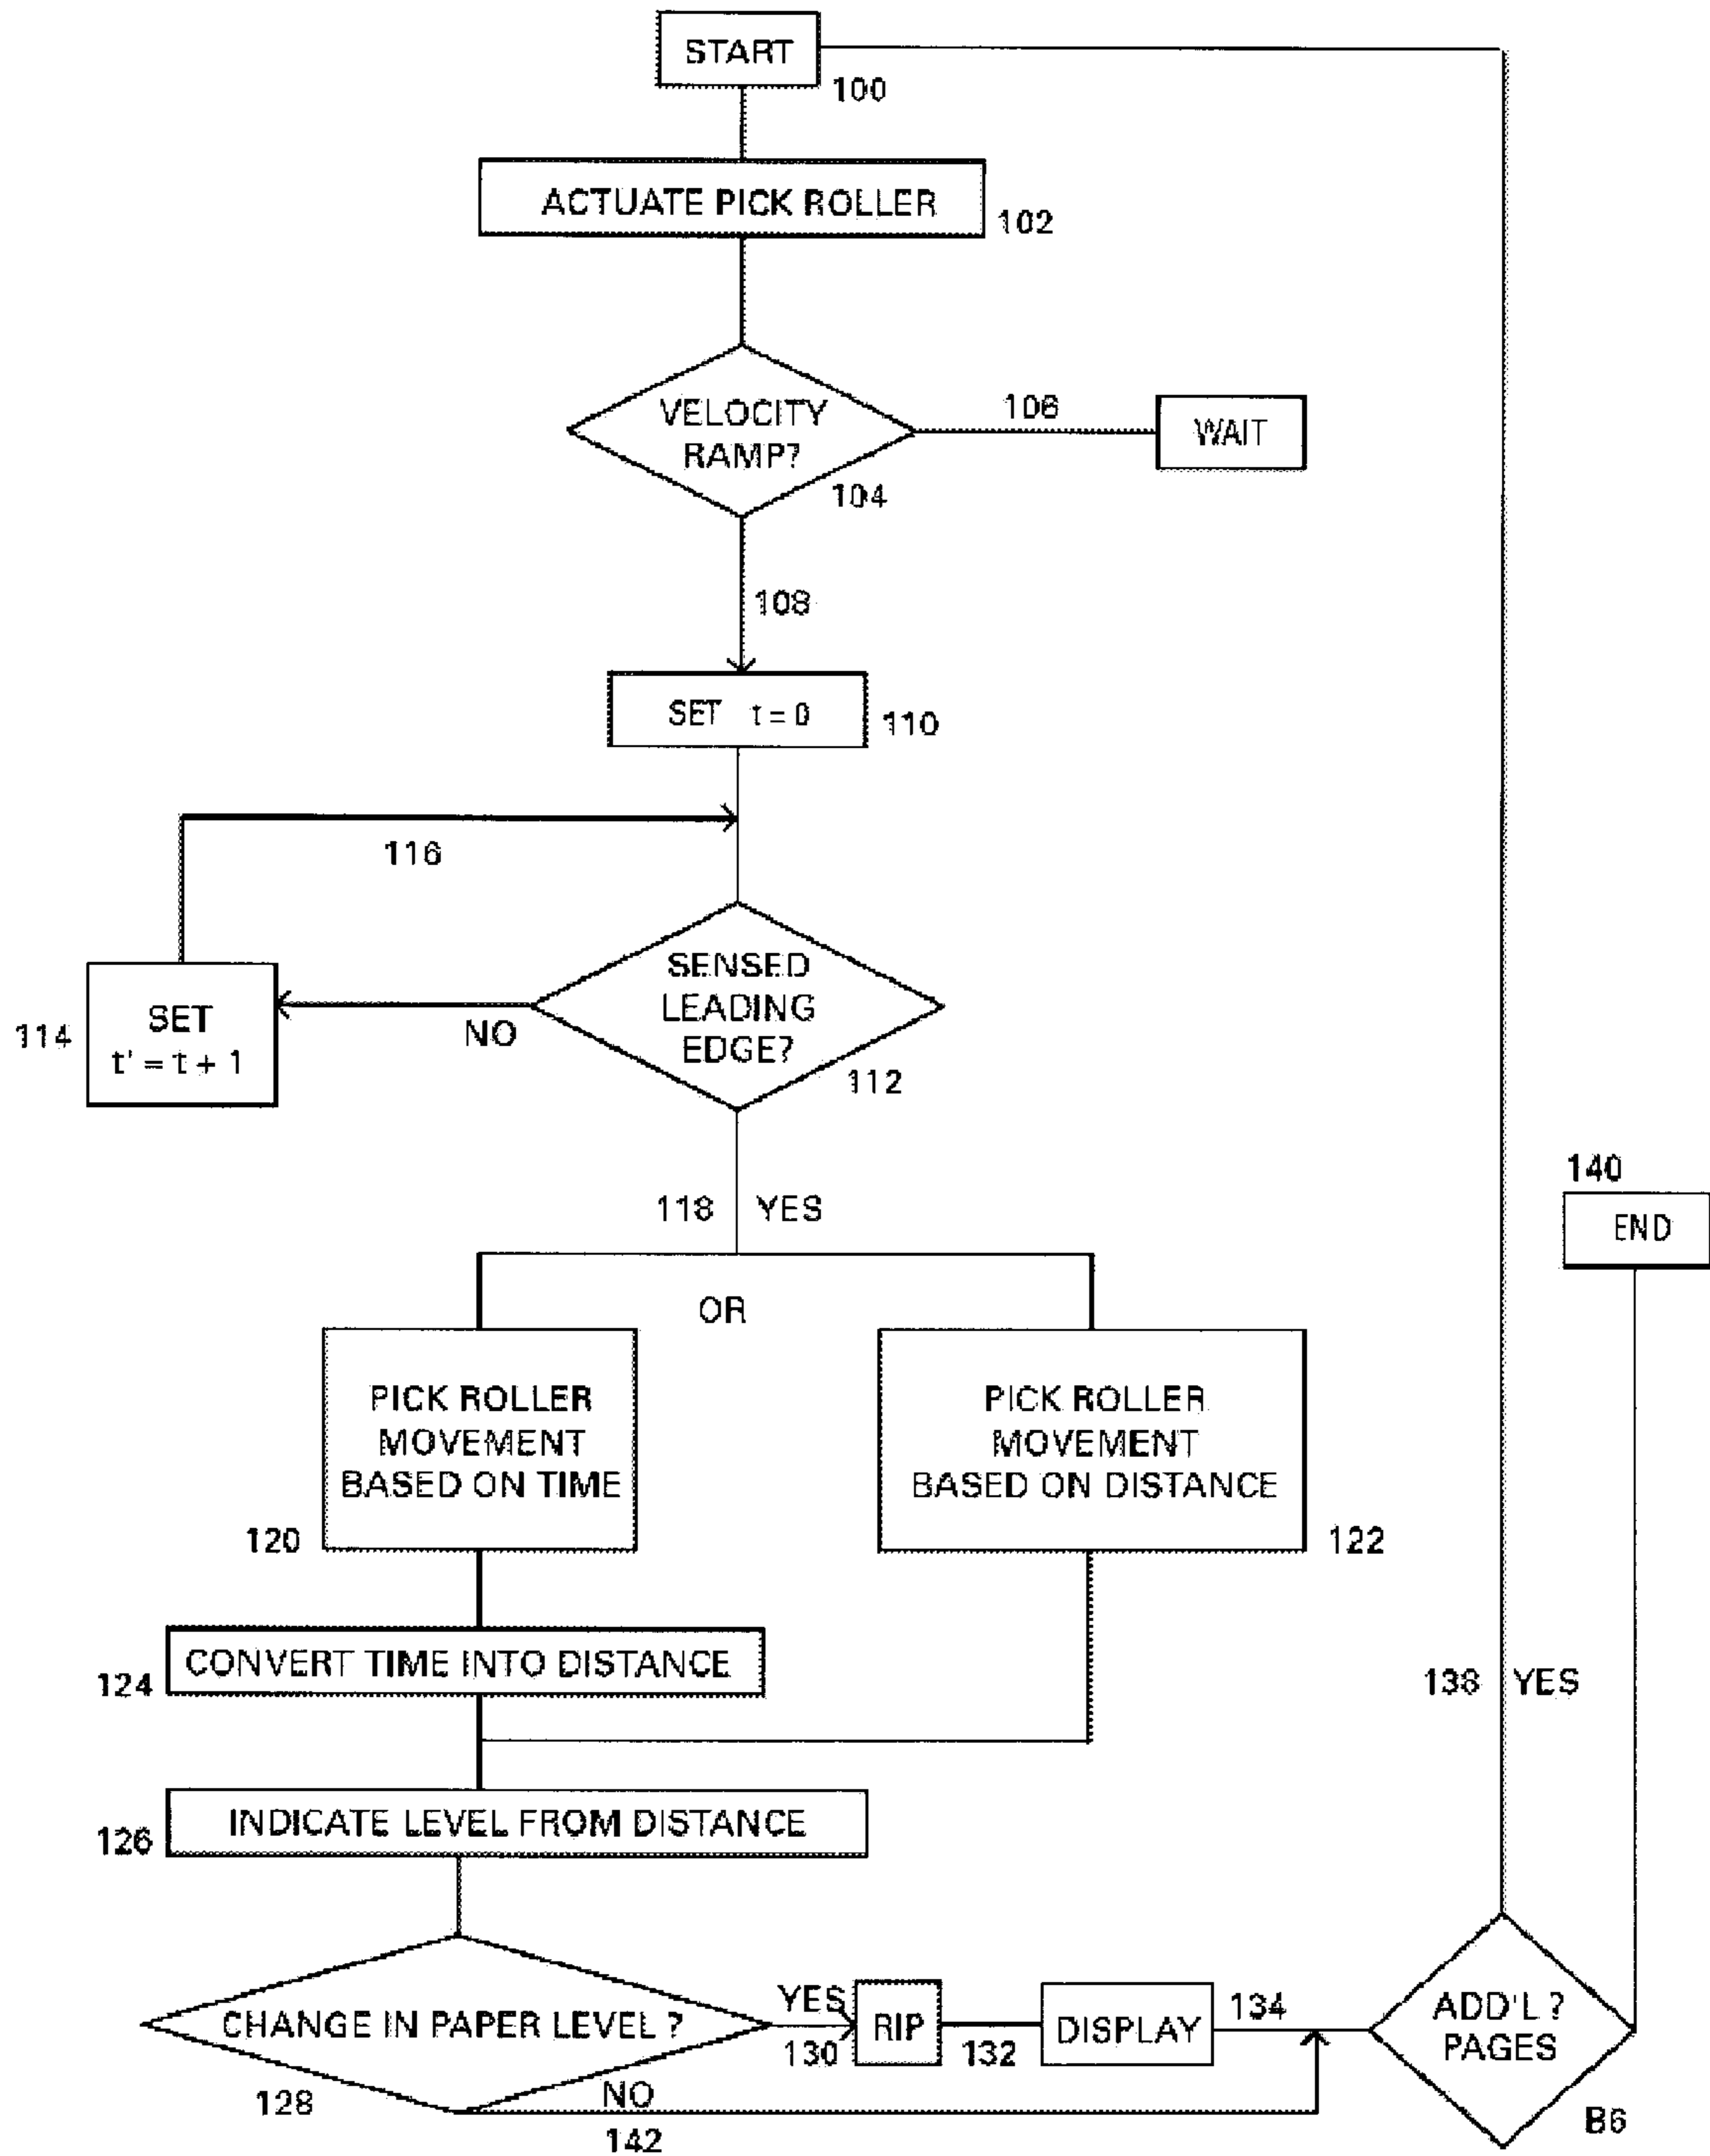 START
100
ACTUATE PICK ROLLER
102
VELOCITY
RAMP?
104
106
WAIT
108
SET t = 0
110
116
SENSED
LEADING
EDGE?
112
NO
114
SET
t' = t + 1
118 YES
OR
PICK ROLLER
MOVEMENT
BASED ON TIME
120
PICK ROLLER
MOVEMENT
BASED ON DISTANCE
122
CONVERT TIME INTO DISTANCE
124
INDICATE LEVEL FROM DISTANCE
126
CHANGE IN PAPER LEVEL ?
128
YES
130
RIP
132
DISPLAY
134
NO
142
ADD'L ?
PAGES
B6
138 YES
140
END